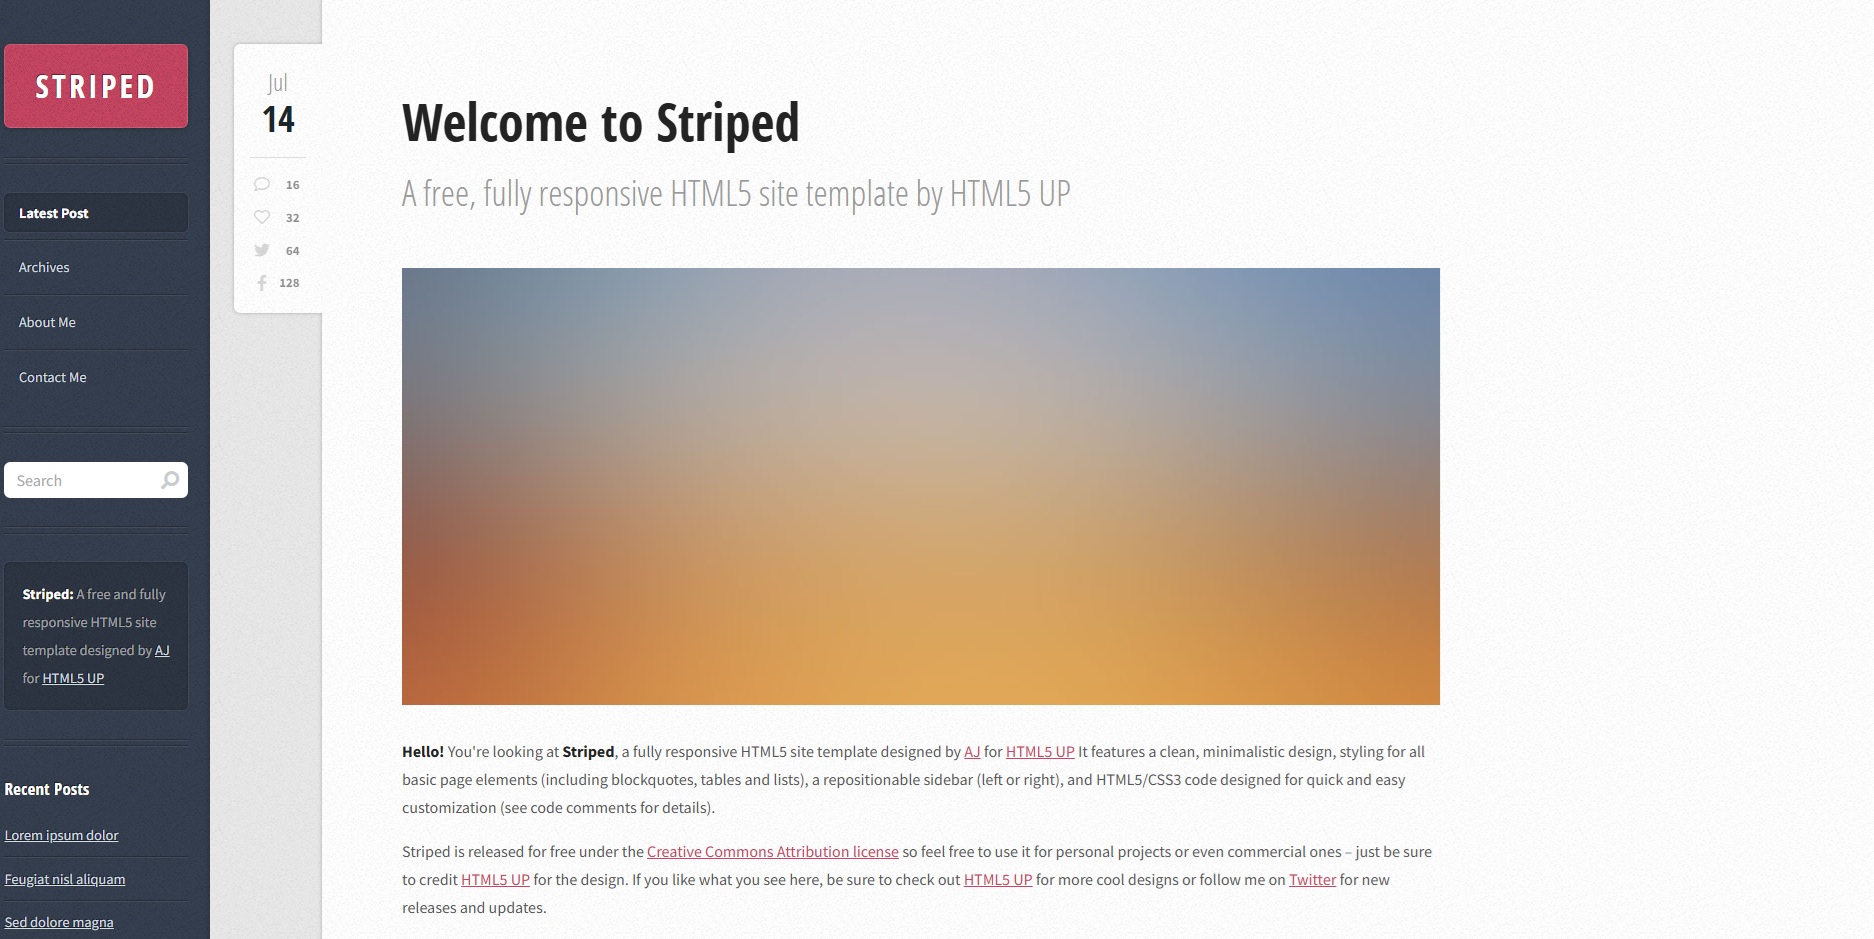 STRIPED
Latest Post
Archives
About Me
Contact Me
Search
Striped: A free and fully
responsive HTML5 site
template designed by AJ
for HTML5 UP
Recent Posts
Lorem ipsum dolor
Feugiat nisl aliquam
Sed dolore magna
Jul
14
16
32
64
128
Welcome to Striped
A free, fully responsive HTML5 site template by HTML5 UP
Hello! You're looking at Striped, a fully responsive HTML5 site template designed by AJ for HTML5 UP It features a clean, minimalistic design, styling for all
basic page elements (including blockquotes, tables and lists), a repositionable sidebar (left or right), and HTML5/CSS3 code designed for quick and easy
customization (see code comments for details).
Striped is released for free under the Creative Commons Attribution license so feel free to use it for personal projects or even commercial ones – just be sure
to credit HTML5 UP for the design. If you like what you see here, be sure to check out HTML5 UP for more cool designs or follow me on Twitter for new
releases and updates.